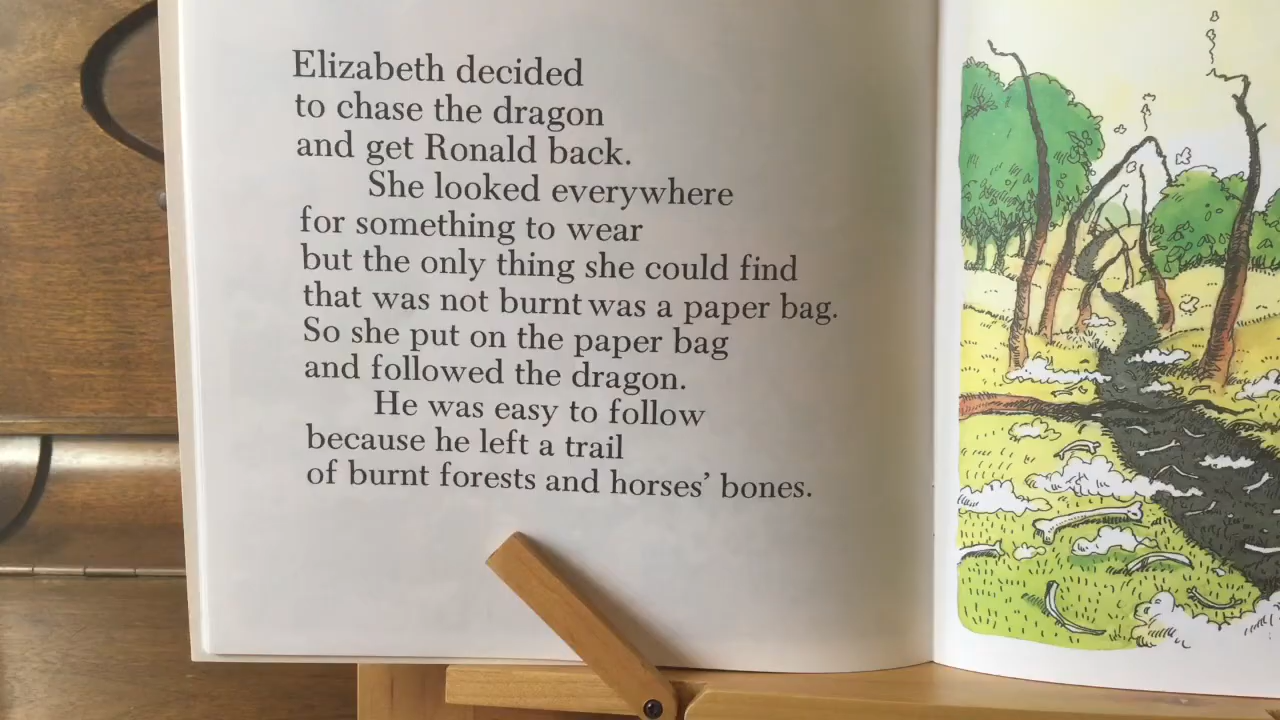 Elizabeth decided
to chase the dragon
and get Ronald back.
She looked everywhere
for something to wear
but the only thing she could find
that was not burnt was a paper bag.
So she put on the paper bag
and followed the dragon.
He was easy to follow
because he left a trail
of burnt forests and horses’ bones.